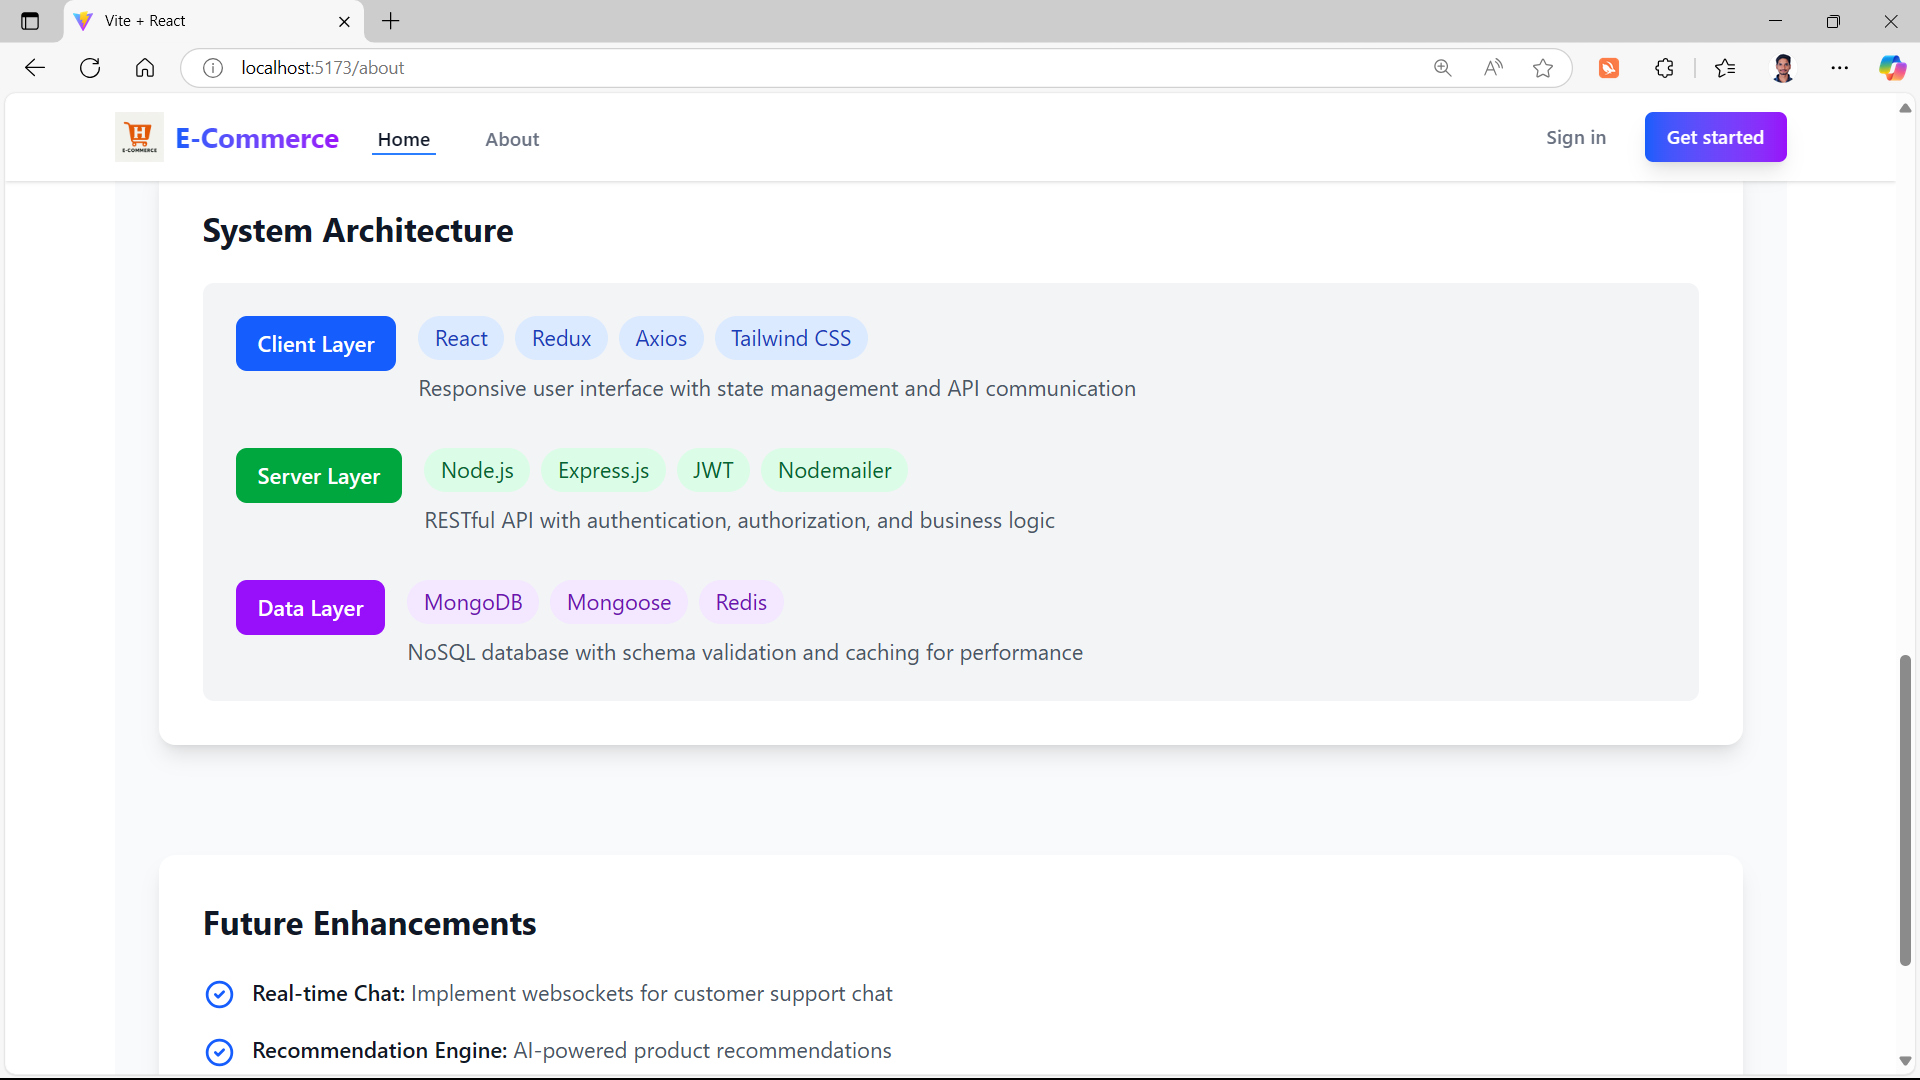 Vite + React
localhost:5173/about
H
E-COMMERCE
E-Commerce
Home
About
Sign in
Get started
System Architecture
Client Layer
React
Redux
Axios
Tailwind CSS
Responsive user interface with state management and API communication
Server Layer
Node.js
Express.js
JWT
Nodemailer
RESTful API with authentication, authorization, and business logic
Data Layer
MongoDB
Mongoose
Redis
NoSQL database with schema validation and caching for performance
Future Enhancements
Real-time Chat: Implement websockets for customer support chat
Recommendation Engine: AI-powered product recommendations